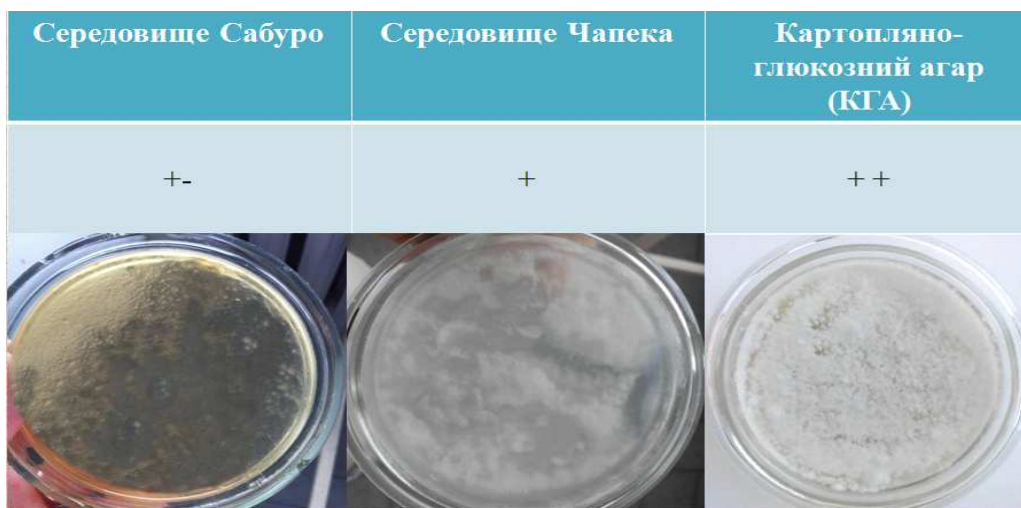 Середовище Сабуро
Середовище Чапека
Картопляно-
глюкозний агар
(КГА)
+-
+
+ +